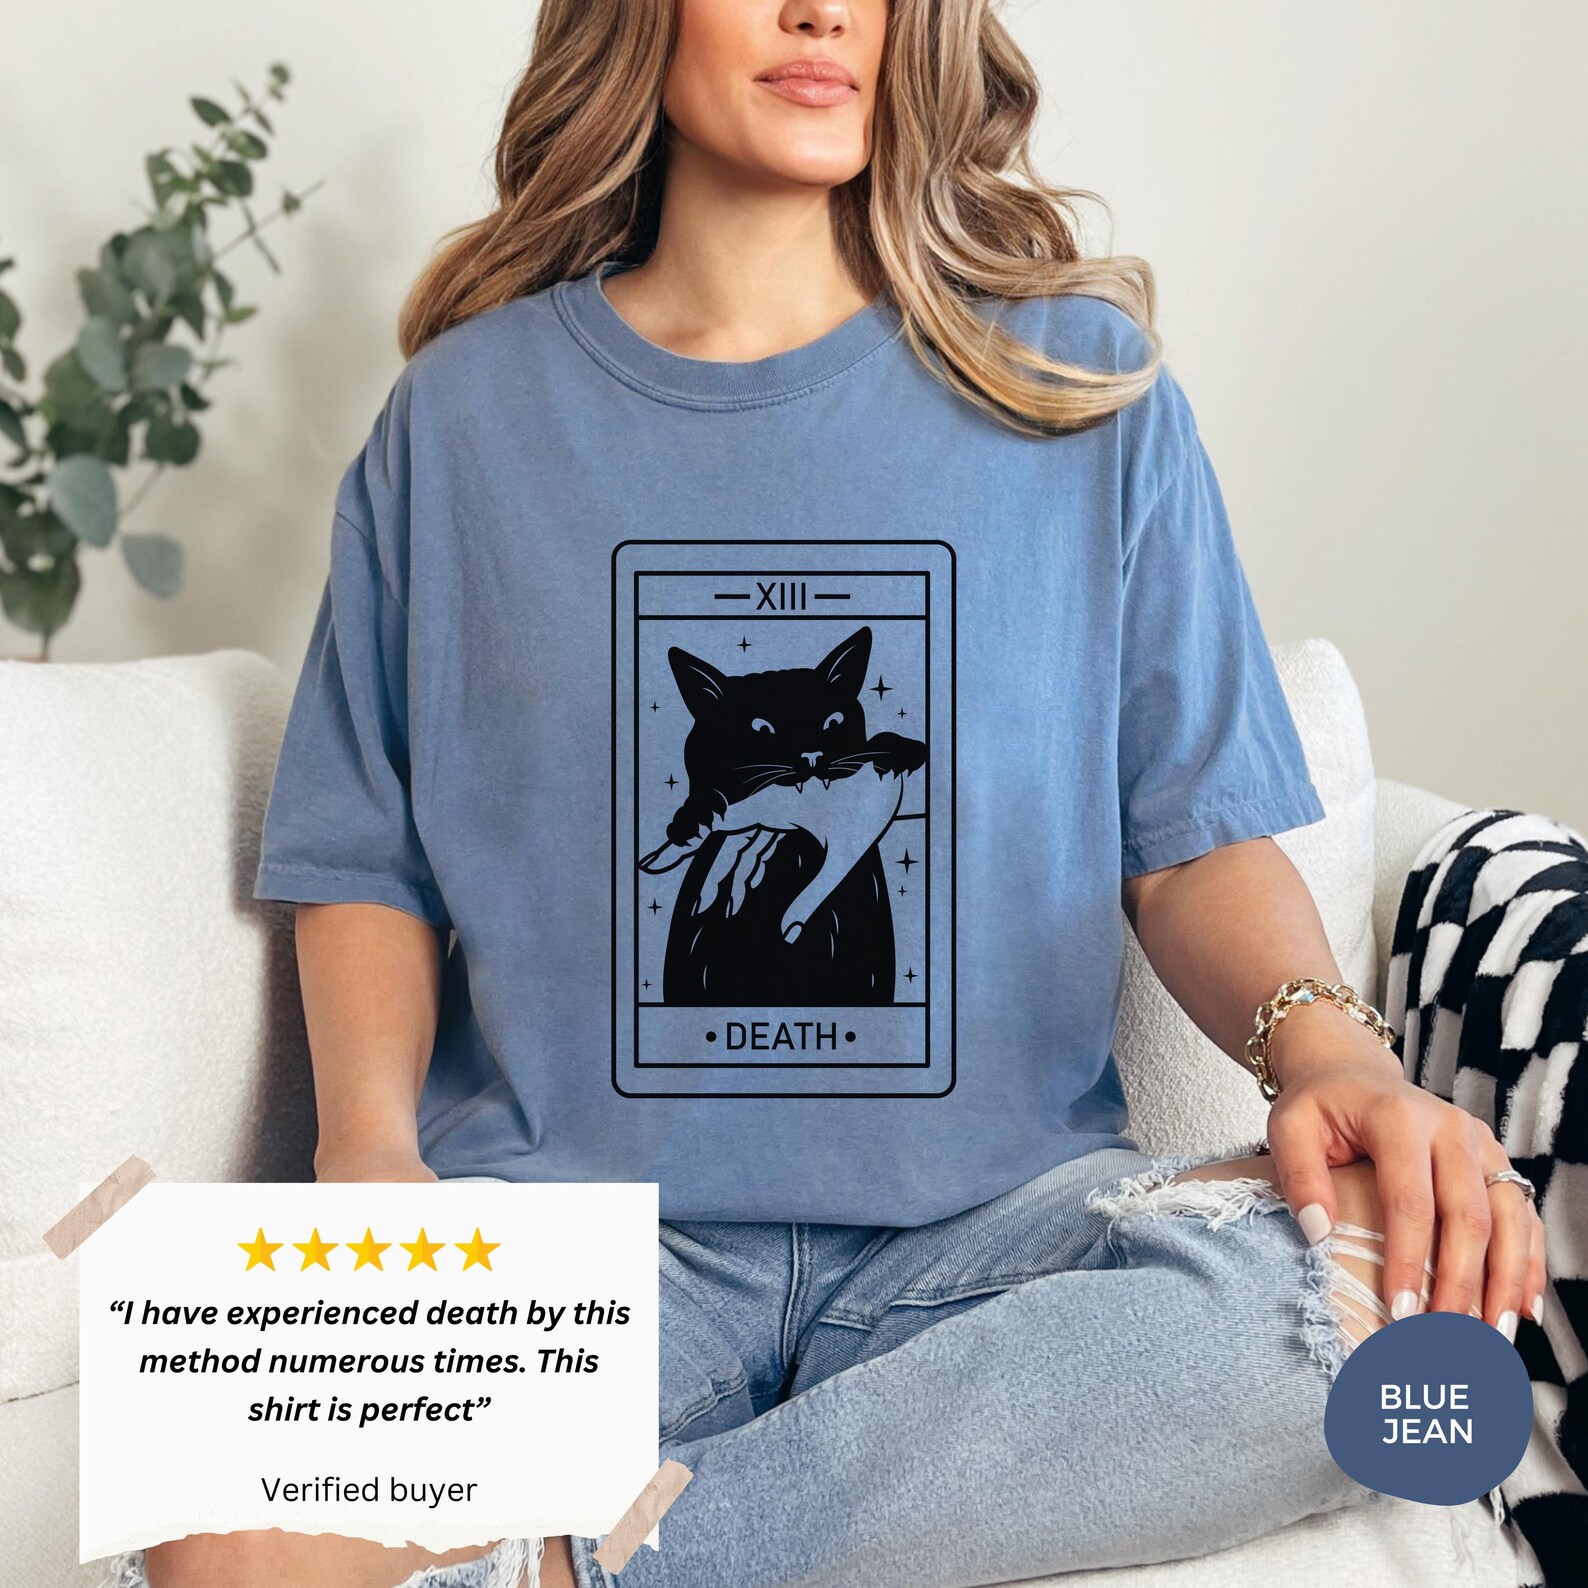 — XIII —
• DEATH •
“I have experienced death by this
method numerous times. This
shirt is perfect”
Verified buyer
BLUE
JEAN